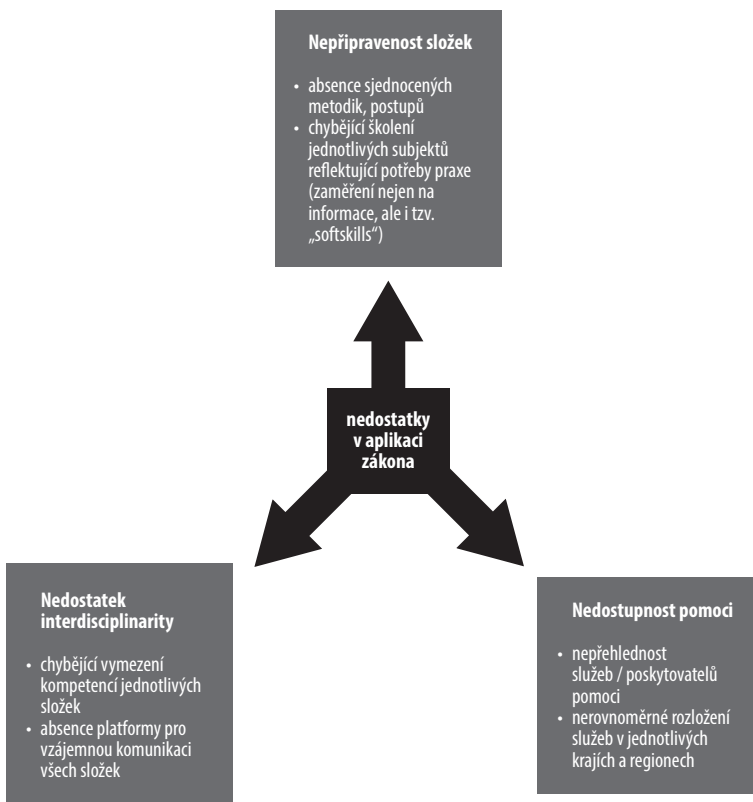 Nepřipravenost složek
• absence sjednocených
metodik, postupů
• chybějící školení
jednotlivých subjektů
reflektující potřeby praxe
(zaměření nejen na
informace, ale i tzv.
„softskills“)
nedostatky
v aplikaci
zákona
Nedostatek
interdisciplinarity
• chybějící vymezení
kompetencí jednotlivých
složek
• absence platformy pro
vzájemnou komunikaci
všech složek
Nedostupnost pomoci
• nepřehlednost
služeb / poskytovatelů
pomoci
• nerovnoměrné rozložení
služeb v jednotlivých
krajích a regionech